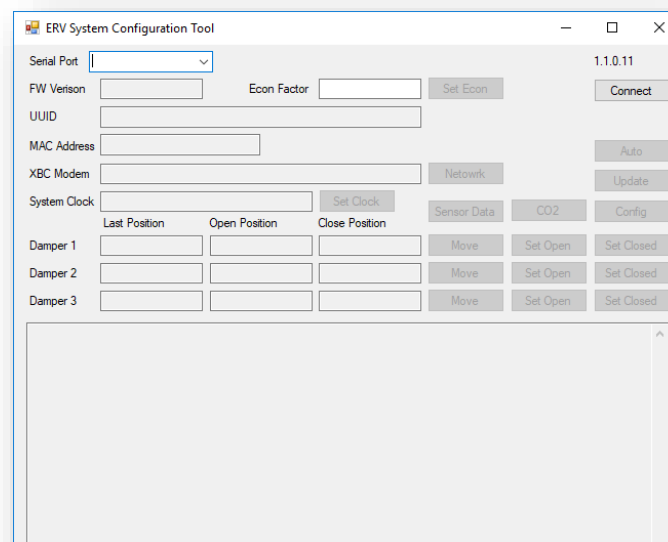 ERV System Configuration Tool
Serial Port 1.1.0.11
FW Verison Econ Factor Set Econ Connect
UUID
MAC Address Auto
XBC Modem Netowrk Update
System Clock Set Clock Sensor Data CO2 Config
Last Position Open Position Close Position
Damper 1 Move Set Open Set Closed
Damper 2 Move Set Open Set Closed
Damper 3 Move Set Open Set Closed